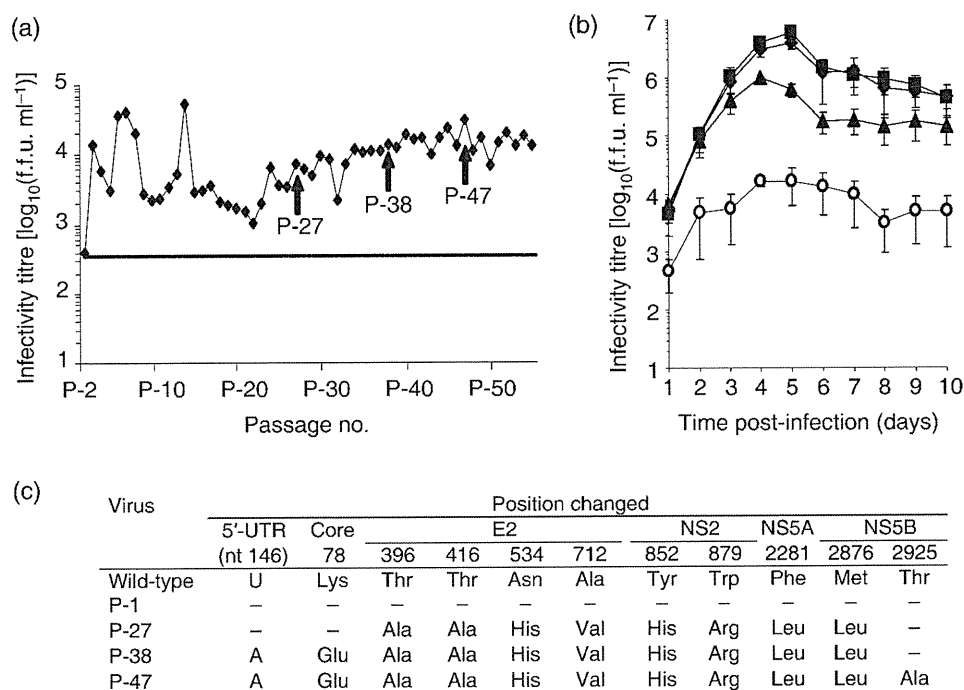 (a)
Infectivity titre [log10(f.f.u. ml−1)]
5
4
3
2
1
P-27
P-38
P-47
P-2
P-10
P-20
P-30
P-40
P-50
Passage no.
(b)
Infectivity titre [log10(f.f.u. ml−1)]
7
6
5
4
3
2
1
1 2 3 4 5 6 7 8 9 10
Time post-infection (days)
(c)
Virus Position changed
5′-UTR Core E2 NS2 NS5A NS5B
(nt 146) 78 396 416 534 712 852 879 2281 2876 2925
Wild-type U Lys Thr Thr Asn Ala Tyr Trp Phe Met Thr
P-1 – – – – – – – – – – –
P-27 – – Ala Ala His Val His Arg Leu Leu –
P-38 A Glu Ala Ala His Val His Arg Leu Leu –
P-47 A Glu Ala Ala His Val His Arg Leu Leu Ala